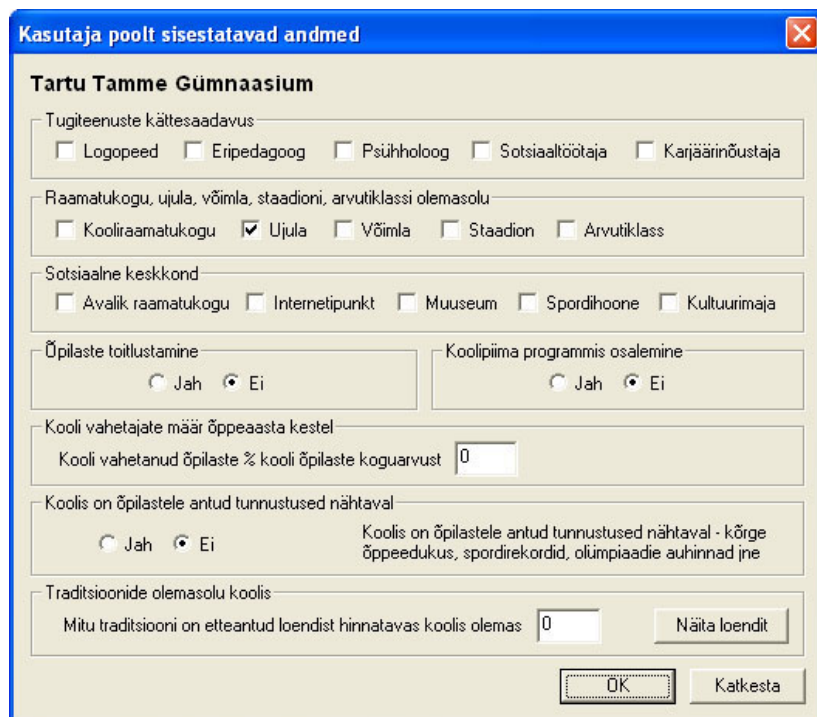 Kasutaja poolt sisestatavad andmed
Tartu Tamme Gümnaasium
Tugiteenuste kättesaadavus
Logopeed Eripedagoog Psühholoog Sotsiaaltöötaja Karjäärinõustaja
Raamatukogu, ujula, võimla, staadioni, arvutiklassi olemasolu
Kooliraamatukogu Ujula Võimla Staadion Arvutiklass
Sotsiaalne keskkond
Avalik raamatukogu Internetipunkt Muuseum Spordihoone Kultuurimaja
Õpilaste toitlustamine Koolipiima programmis osalemine
Jah Ei Jah Ei
Kooli vahetajate määr õppeaasta kestel
Kooli vahetanud õpilaste % kooli õpilaste koguarvust 0
Koolis on õpilastele antud tunnustused nähtaval
Jah Ei Koolis on õpilastele antud tunnustused nähtaval - kõrge
õppeedukus, spordirekordid, olümpiaadie auhinnad jne
Traditsioonide olemasolu koolis
Mitu traditsiooni on etteantud loendist hinnatavas koolis olemas 0 Näita loendit
OK Katkesta